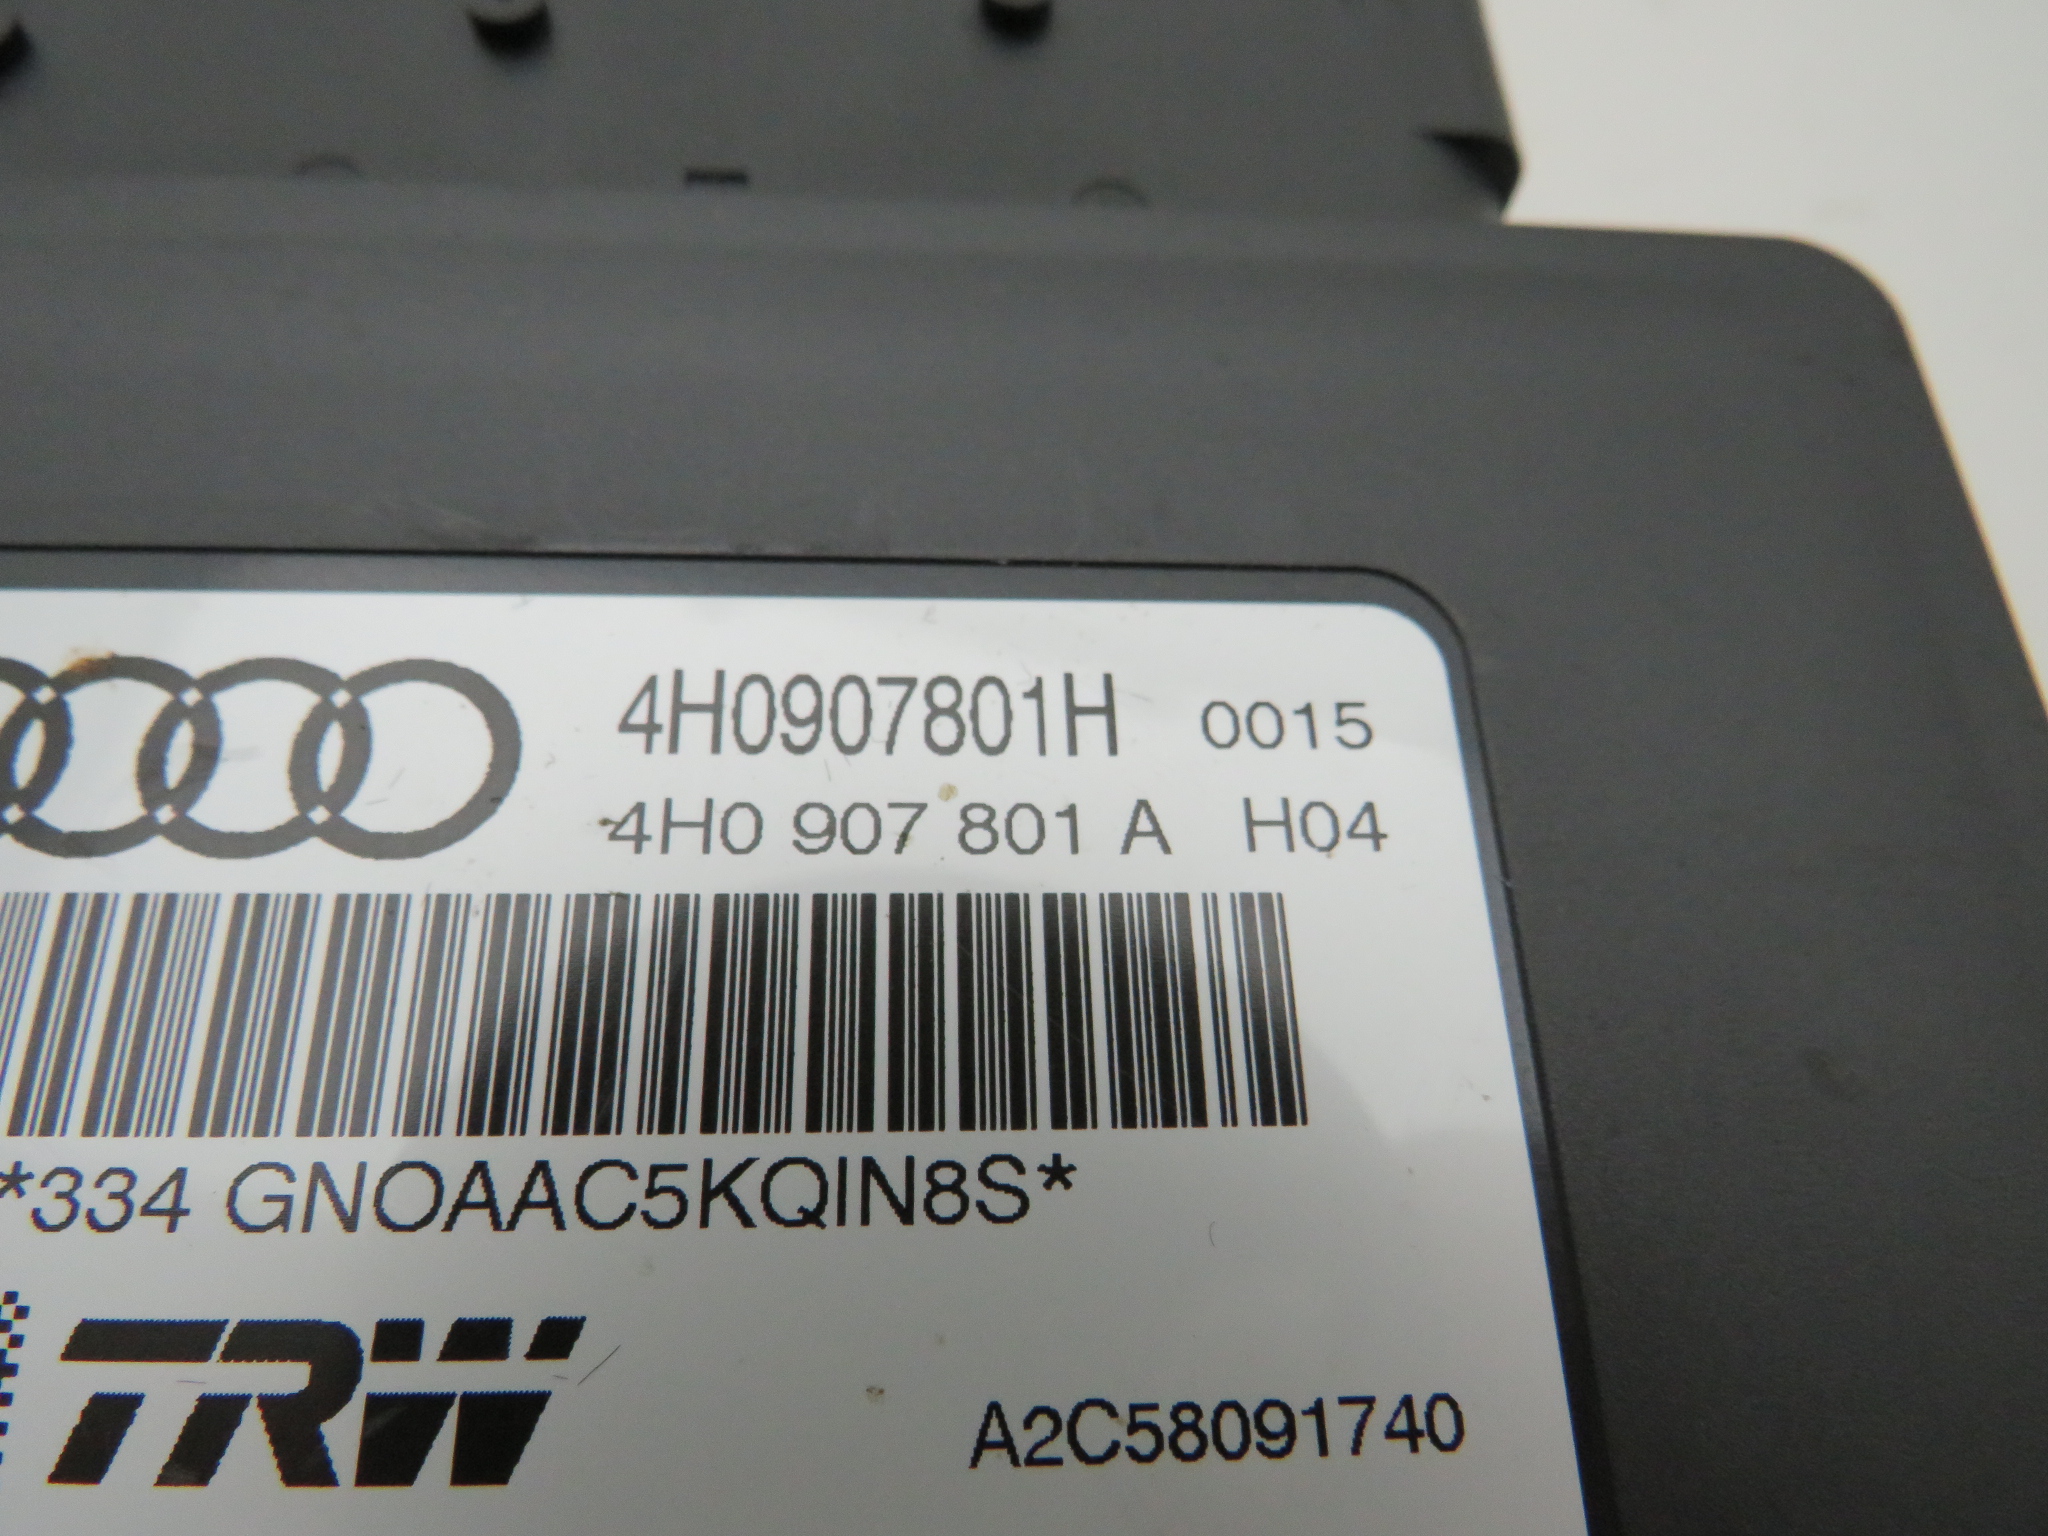 4H0907801H 0015
4H0 907 801 A H04
*334 GNOAAC5KQIN8S*
TRW
A2C58091740